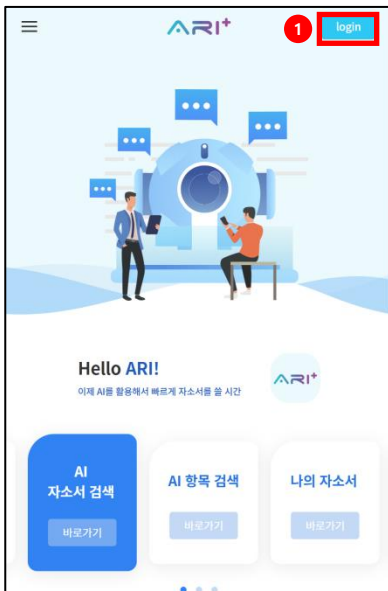 ARI+
1
login
Hello ARI!
이제 AI를 활용해서 빠르게 자소서를 쓸 시간
ARI+
AI
자소서 검색
바로가기
AI 항목 검색
바로가기
나의 자소서
바로가기